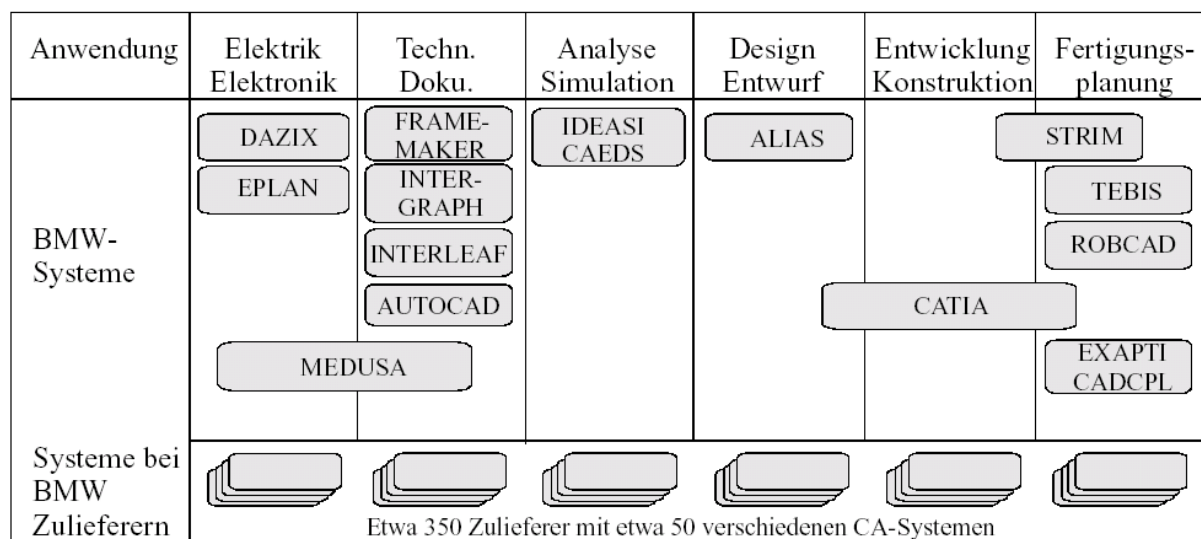 Anwendung
Elektrik
Elektronik
Techn.
Doku.
Analyse
Simulation
Design
Entwurf
Entwicklung
Konstruktion
Fertigungs-
planung
BMW-
Systeme
DAZIX
EPLAN
FRAME-
MAKER
INTER-
GRAPH
INTERLEAF
AUTOCAD
MEDUSA
IDEASI
CAEDS
ALIAS
CATIA
STRIM
TEBIS
ROBCAD
EXAPTI
CADCPL
Systeme bei
BMW
Zulieferern
Etwa 350 Zulieferer mit etwa 50 verschiedenen CA-Systemen